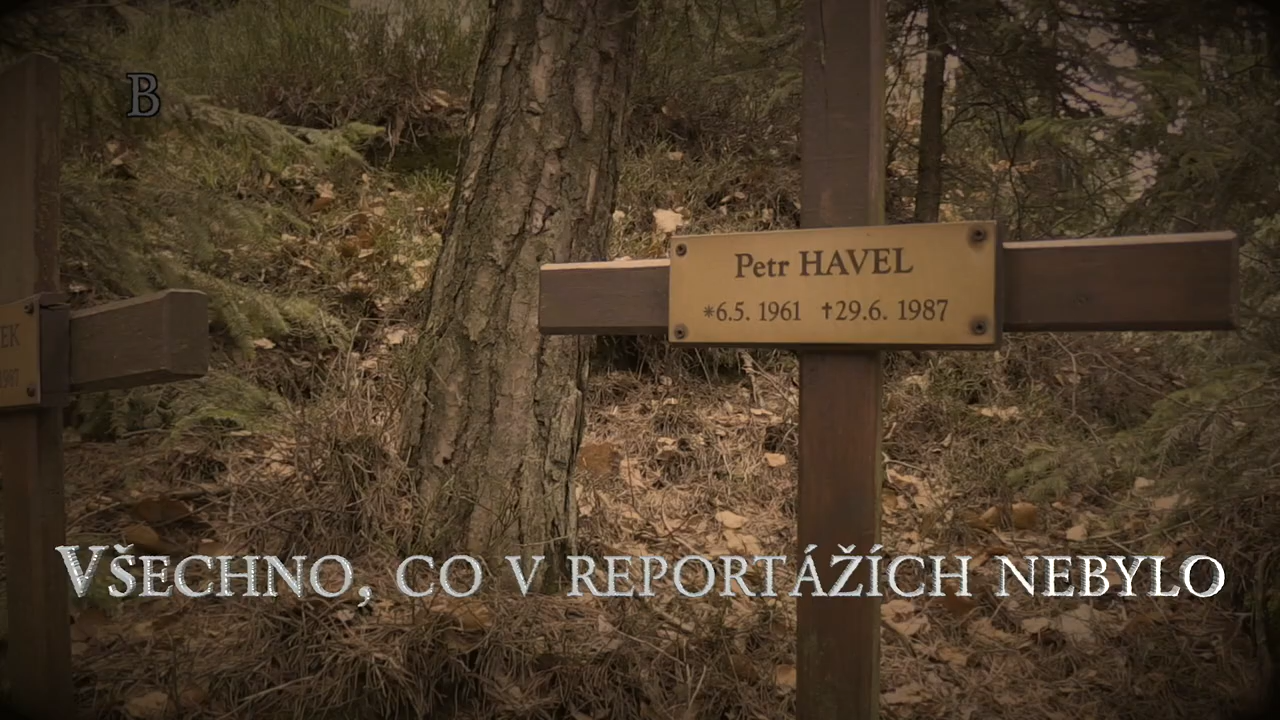 B
Petr HAVEL
*6.5. 1961 †29.6. 1987
Všechno, co v reportážích nebylo